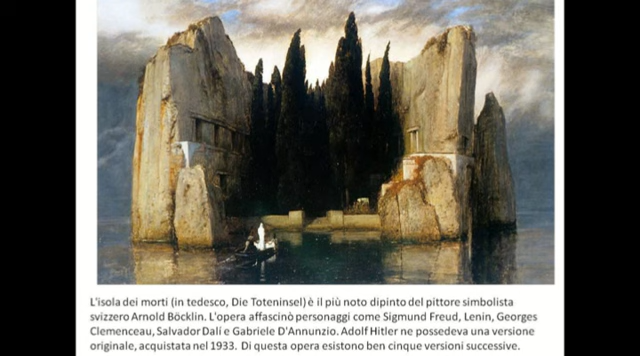 L'isola dei morti (in tedesco, Die Toteninsel) è il più noto dipinto del pittore simbolista
svizzero Arnold Böcklin. L'opera affascinò personaggi come Sigmund Freud, Lenin, Georges
Clemenceau, Salvador Dalí e Gabriele D'Annunzio. Adolf Hitler ne possedeva una versione
originale, acquistata nel 1933. Di questa opera esistono ben cinque versioni successive.